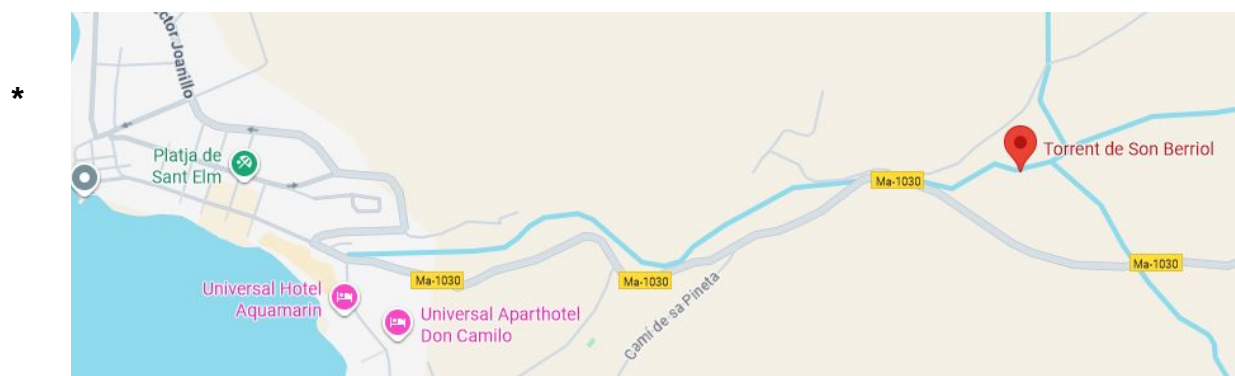 ctor Joanillo
*
Platja de
Sant Elm
Torrent de Son Berriol
Ma-1030
Ma-1030
Ma-1030
Ma-1030
Universal Hotel
Aquamarin
Universal Aparthotel
Don Camilo
Camí de sa Pineta